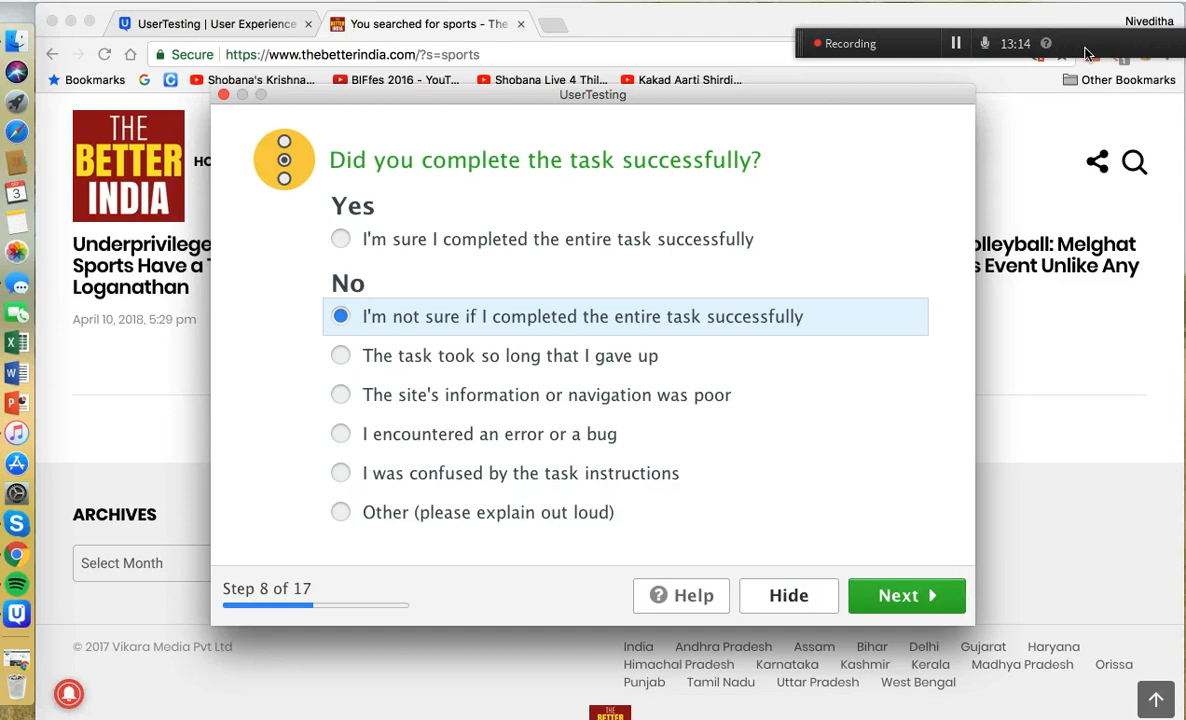 UserTesting | User Experience
You searched for sports - The
Niveditha
Secure
https://www.thebetterindia.com/?s=sports
Recording
13:14
Bookmarks
Shobana's Krishna...
BIFfes 2016 - YouT...
Shobana Live 4 Thil...
Kakad Aarti Shirdi...
Other Bookmarks
UserTesting
THE
BETTER
INDIA
HO
Did you complete the task successfully?
Yes
I'm sure I completed the entire task successfully
No
I'm not sure if I completed the entire task successfully
The task took so long that I gave up
The site's information or navigation was poor
I encountered an error or a bug
I was confused by the task instructions
Other (please explain out loud)
Step 8 of 17
Help
Hide
Next
Underprivilege
Sports Have a
Loganathan
April 10, 2018, 5:29 pm
olleyball: Melghat
s Event Unlike Any
ARCHIVES
Select Month
© 2017 Vikara Media Pvt Ltd
India Andhra Pradesh Assam Bihar Delhi Gujarat Haryana
Himachal Pradesh Karnataka Kashmir Kerala Madhya Pradesh Orissa
Punjab Tamil Nadu Uttar Pradesh West Bengal
THE
BETTER